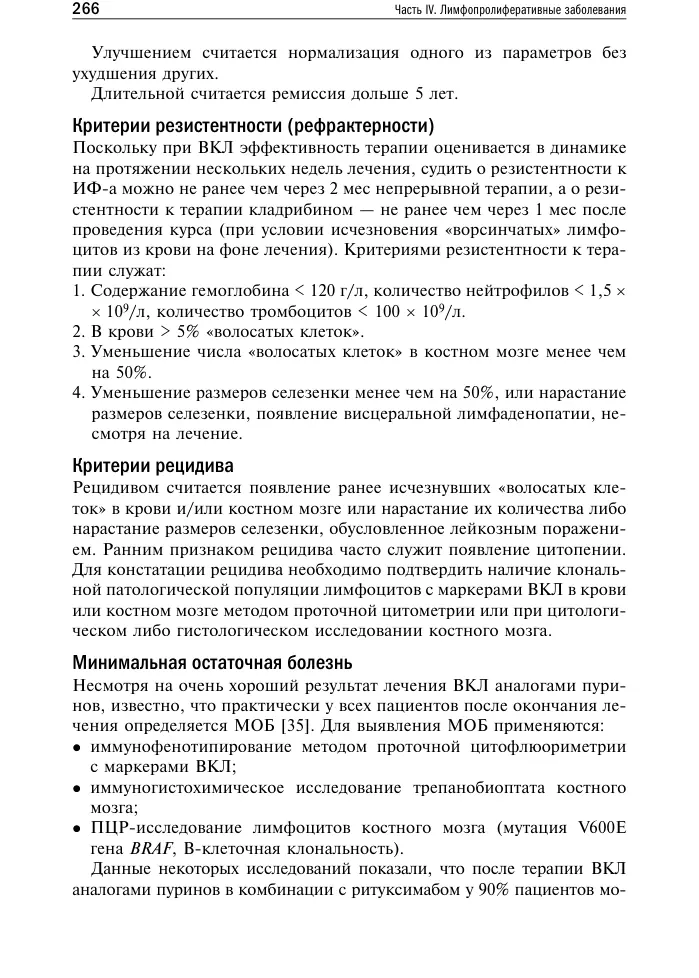 266
Часть IV. Лимфопролиферативные заболевания
Улучшением считается нормализация одного из параметров без
ухудшения других.
Длительной считается ремиссия дольше 5 лет.
Критерии резистентности (рефрактерности)
Поскольку при ВКЛ эффективность терапии оценивается в динамике
на протяжении нескольких недель лечения, судить о резистентности к
ИФ-а можно не ранее чем через 2 мес непрерывной терапии, а о рези-
стентности к терапии кладрибином — не ранее чем через 1 мес после
проведения курса (при условии исчезновения «ворсинчатых» лимфо-
цитов из крови на фоне лечения). Критериями резистентности к тера-
пии служат:
1. Содержание гемоглобина < 120 г/л, количество нейтрофилов < 1,5 ×
× 10⁹/л, количество тромбоцитов < 100 × 10⁹/л.
2. В крови > 5% «волосатых клеток».
3. Уменьшение числа «волосатых клеток» в костном мозге менее чем
на 50%.
4. Уменьшение размеров селезенки менее чем на 50%, или нарастание
размеров селезенки, появление висцеральной лимфаденопатии, не-
смотря на лечение.
Критерии рецидива
Рецидивом считается появление ранее исчезнувших «волосатых кле-
ток» в крови и/или костном мозге или нарастание их количества либо
нарастание размеров селезенки, обусловленное лейкозным поражени-
ем. Ранним признаком рецидива часто служит появление цитопении.
Для констатации рецидива необходимо подтвердить наличие клональ-
ной патологической популяции лимфоцитов с маркерами ВКЛ в крови
или костном мозге методом проточной цитометрии или при цитологи-
ческом либо гистологическом исследовании костного мозга.
Минимальная остаточная болезнь
Несмотря на очень хороший результат лечения ВКЛ аналогами пури-
нов, известно, что практически у всех пациентов после окончания ле-
чения определяется МОБ [35]. Для выявления МОБ применяются:
• иммунофенотипирование методом проточной цитофлюориметрии
с маркерами ВКЛ;
• иммуногистохимическое исследование трепанобиоптата костного
мозга;
• ПЦР-исследование лимфоцитов костного мозга (мутация V600E
гена BRAF, В-клеточная клональность).
Данные некоторых исследований показали, что после терапии ВКЛ
аналогами пуринов в комбинации с ритуксимабом у 90% пациентов мо-